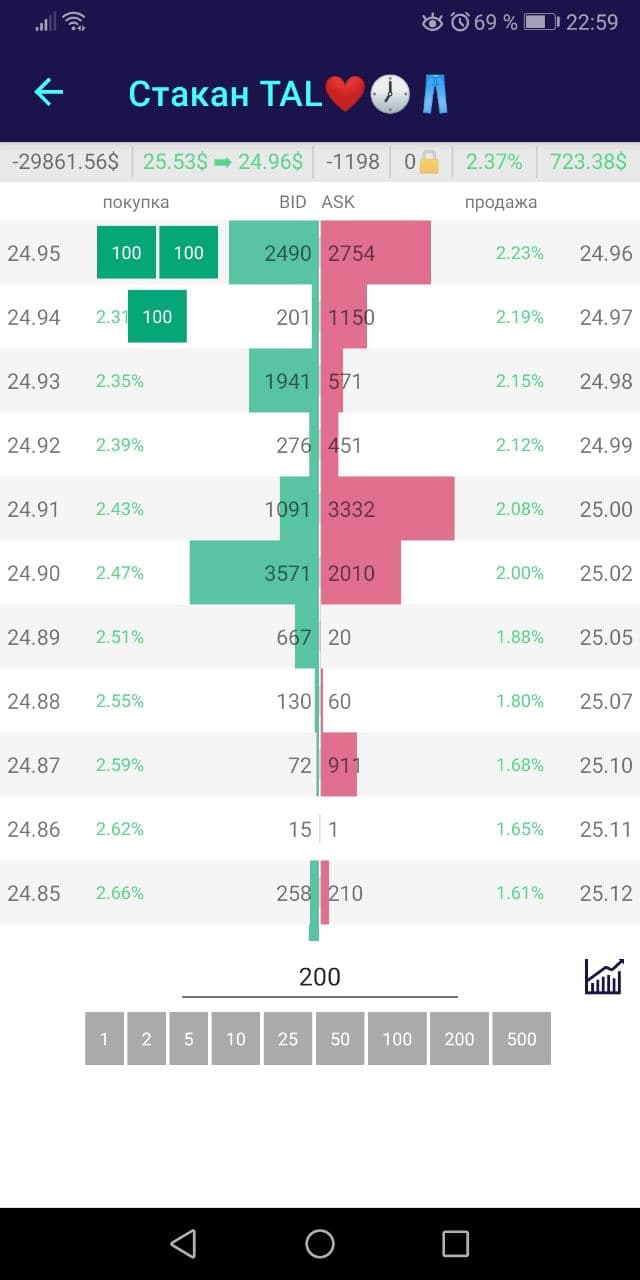 69 % 22:59
Стакан TAL❤️🕖👖
-29861.56$ 25.53$ ➡ 24.96$ -1198 0🔒 2.37% 723.38$
покупка BID ASK продажа
24.95 100 100 2490 2754 2.23% 24.96
24.94 2.31 100 201 1150 2.19% 24.97
24.93 2.35% 1941 571 2.15% 24.98
24.92 2.39% 276 451 2.12% 24.99
24.91 2.43% 1091 3332 2.08% 25.00
24.90 2.47% 3571 2010 2.00% 25.02
24.89 2.51% 667 20 1.88% 25.05
24.88 2.55% 130 60 1.80% 25.07
24.87 2.59% 72 911 1.68% 25.10
24.86 2.62% 15 1 1.65% 25.11
24.85 2.66% 258 210 1.61% 25.12
200
1 2 5 10 25 50 100 200 500